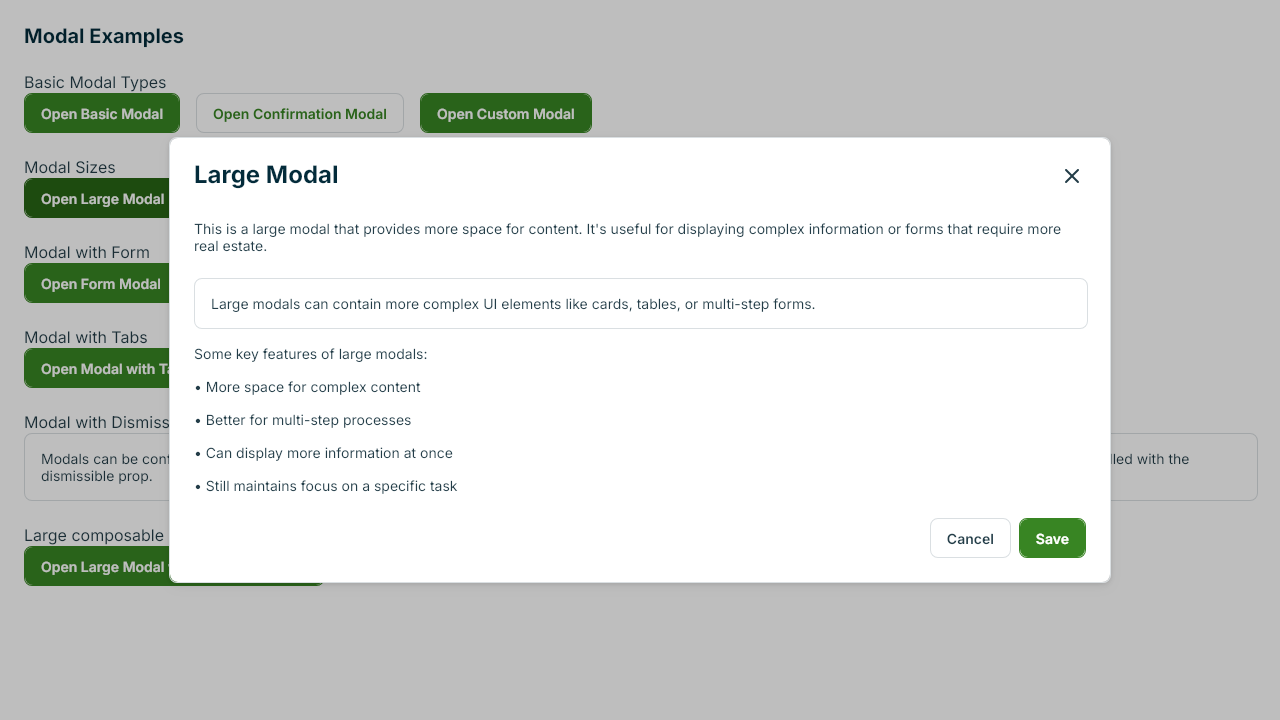 Modal Examples
Basic Modal Types
Open Basic Modal
Open Confirmation Modal
Open Custom Modal
Modal Sizes
Open Large Modal
Modal with Form
Open Form Modal
Modal with Tabs
Open Modal with
Modal with
Modals can be
with the
dismissible prop.
Large composable
Open Large Modal
Large Modal
This is a large modal that provides more space for content. It's useful for displaying complex information or forms that require more
real estate.
Large modals can contain more complex UI elements like cards, tables, or multi-step forms.
Some key features of large modals:
• More space for complex content
• Better for multi-step processes
• Can display more information at once
• Still maintains focus on a specific task
Cancel
Save